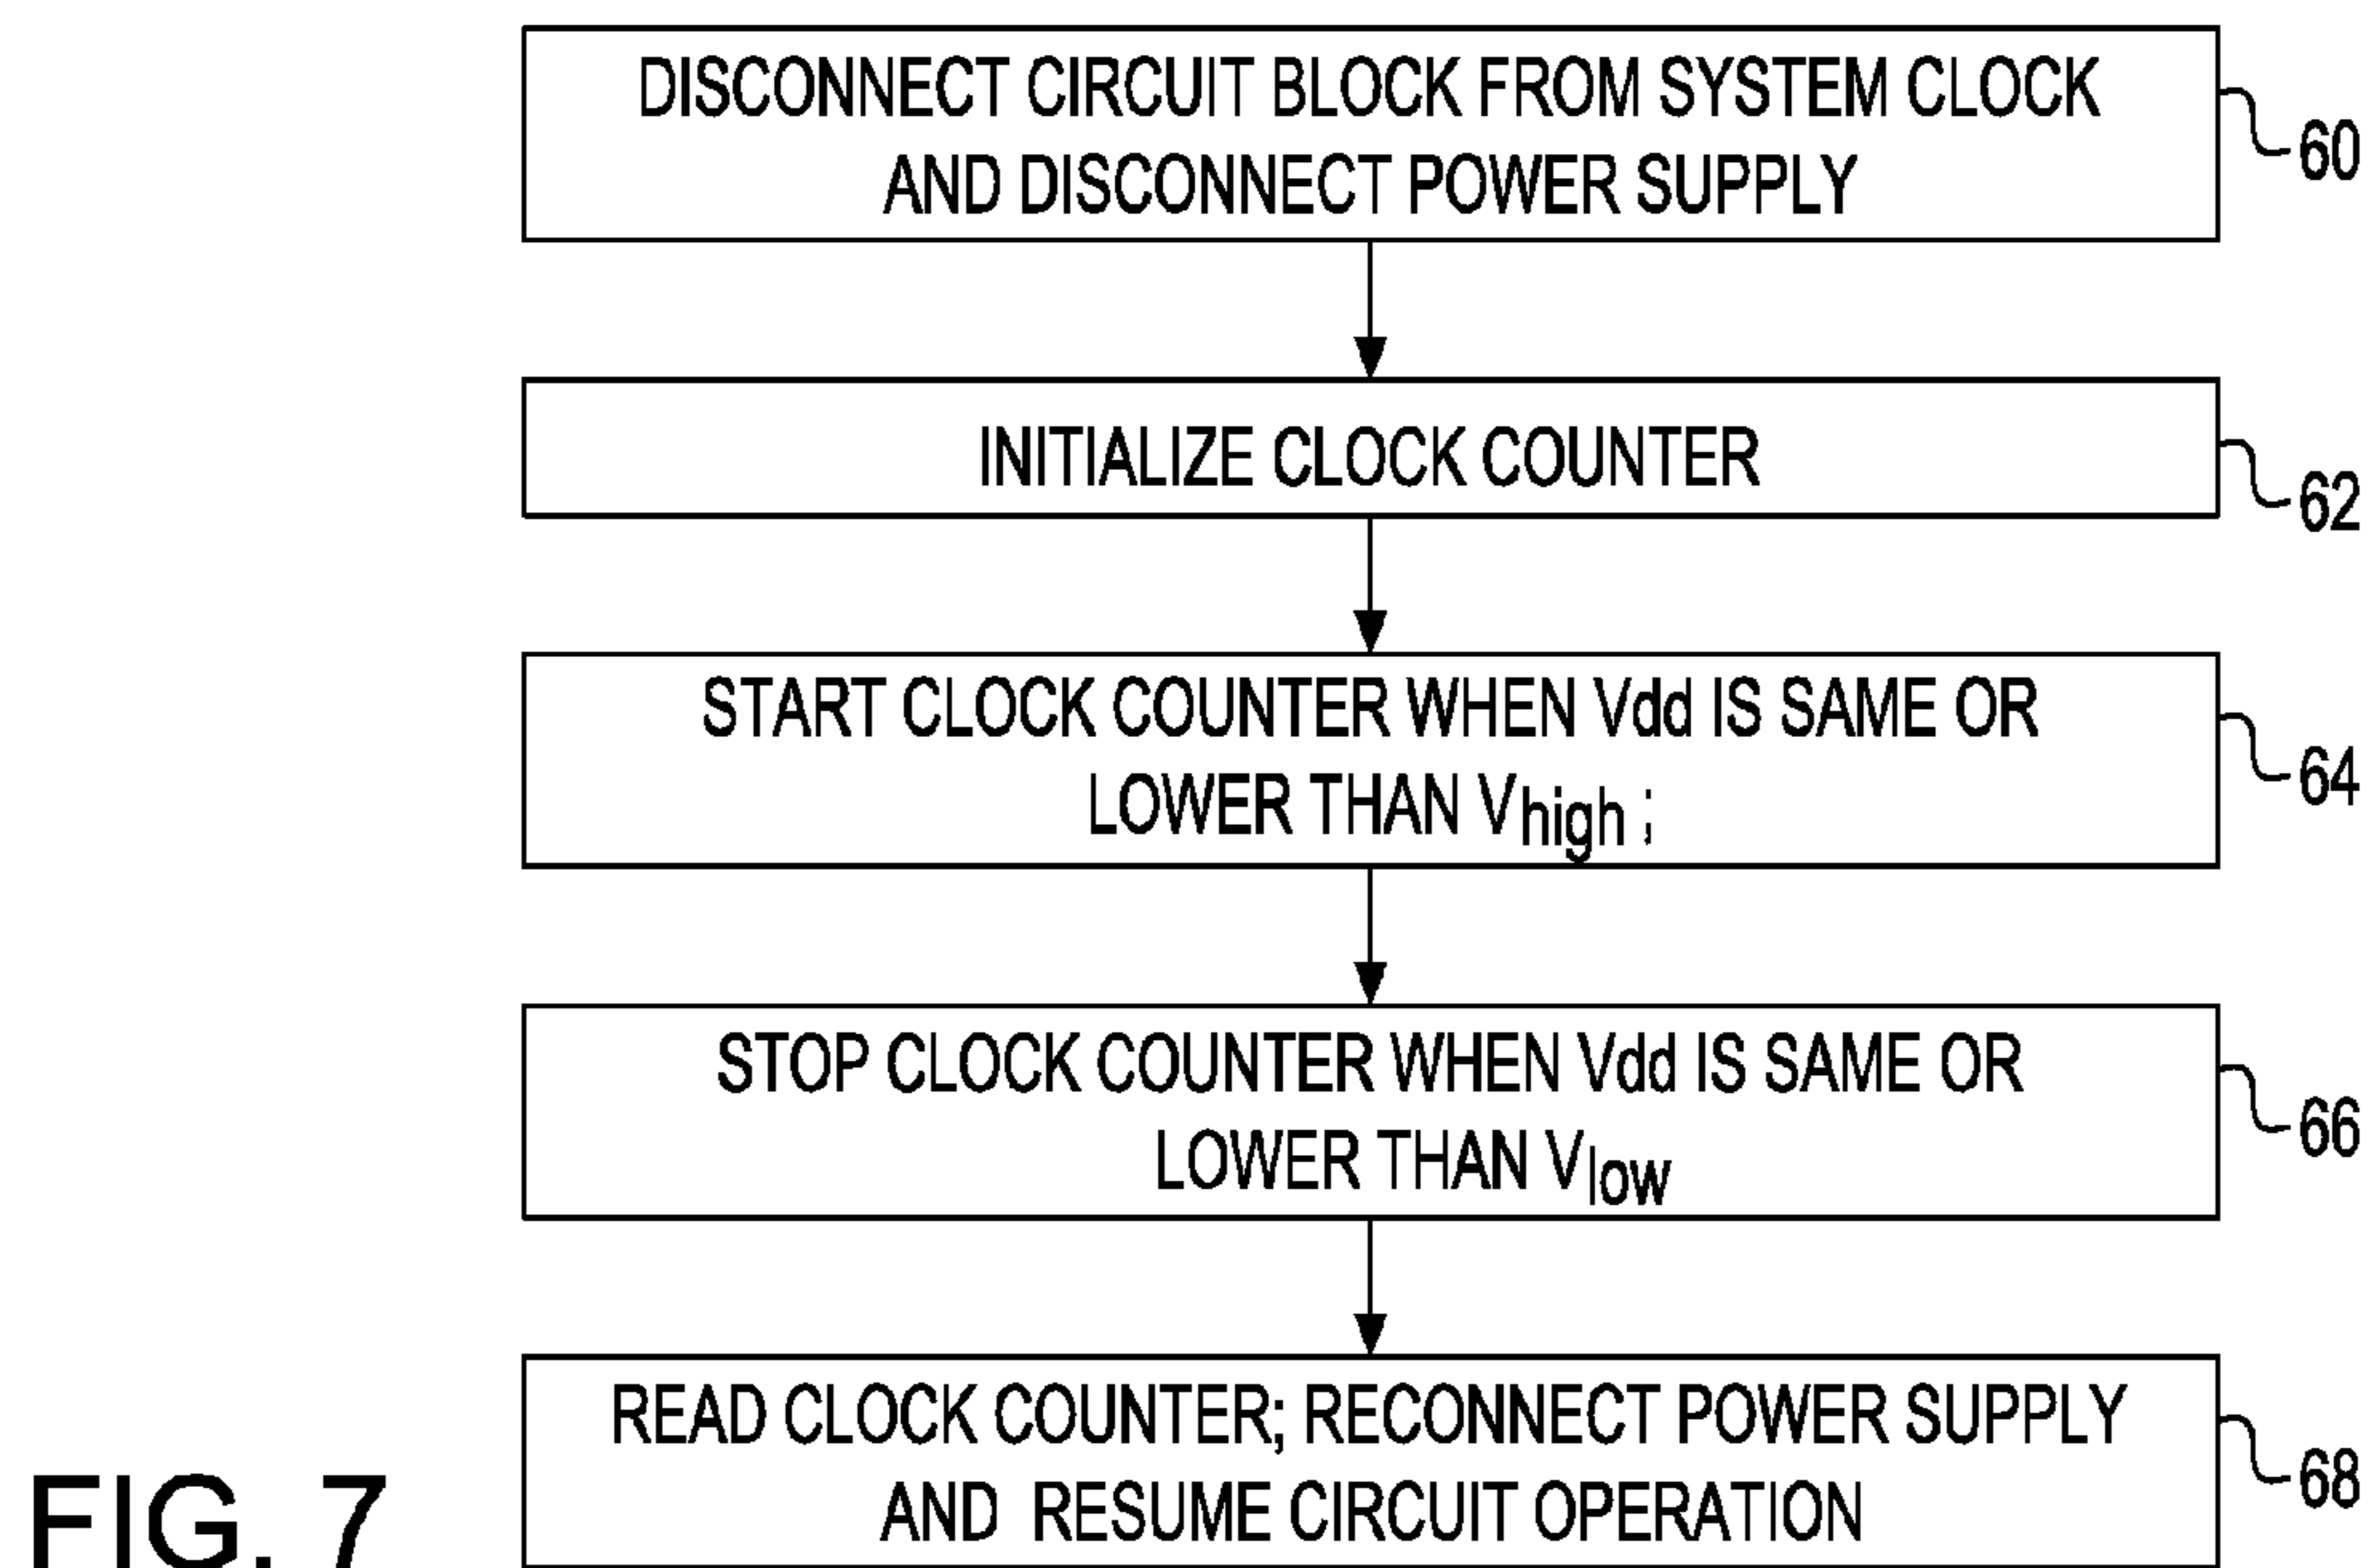 DISCONNECT CIRCUIT BLOCK FROM SYSTEM CLOCK
AND DISCONNECT POWER SUPPLY
60
INITIALIZE CLOCK COUNTER
62
START CLOCK COUNTER WHEN Vdd IS SAME OR
LOWER THAN Vhigh ;
64
STOP CLOCK COUNTER WHEN Vdd IS SAME OR
LOWER THAN Vlow
66
READ CLOCK COUNTER; RECONNECT POWER SUPPLY
AND RESUME CIRCUIT OPERATION
68
FIG. 7